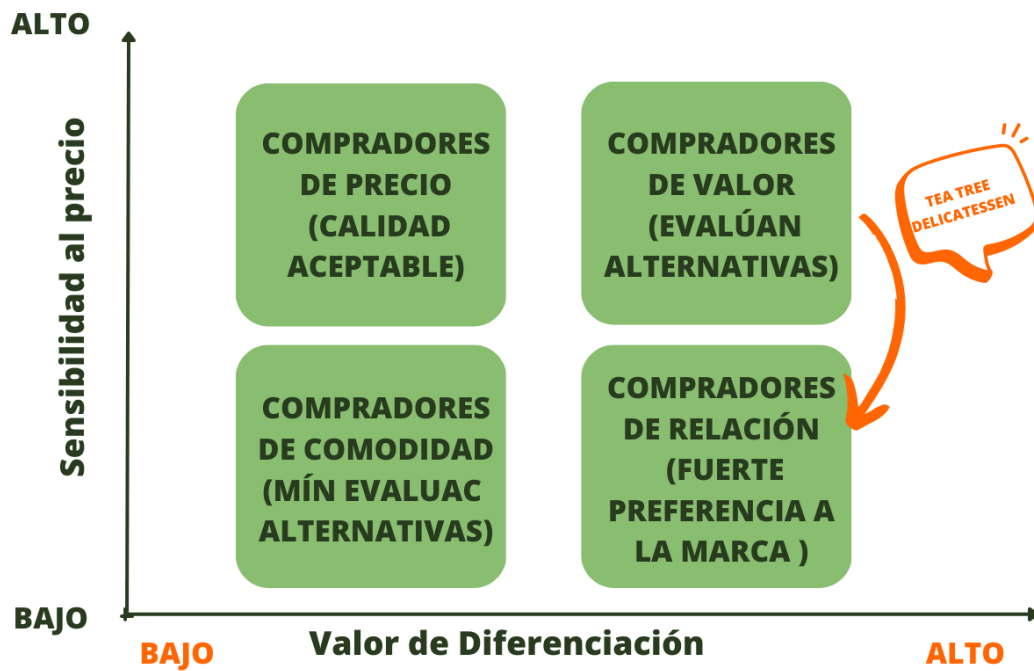 ALTO
Sensibilidad al precio
COMPRADORES
DE PRECIO
(CALIDAD
ACEPTABLE)
COMPRADORES
DE VALOR
(EVALÚAN
ALTERNATIVAS)
TEA TREE
DELICATESSEN
COMPRADORES
DE COMODIDAD
(MÍN EVALUAC
ALTERNATIVAS)
COMPRADORES
DE RELACIÓN
(FUERTE
PREFERENCIA A
LA MARCA )
BAJO
BAJO
Valor de Diferenciación
ALTO